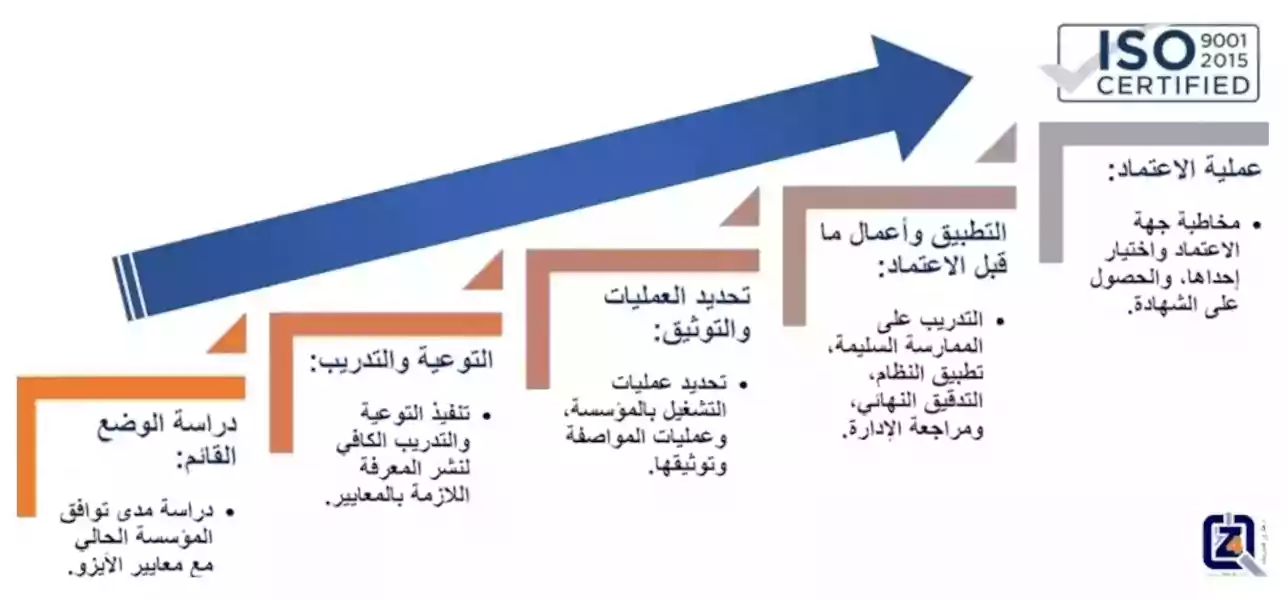 ISO 9001
2015
CERTIFIED
دراسة الوضع
القائم:
• دراسة مدى توافق
المؤسسة الحالي
مع معايير الأيزو.
التوعية والتدريب:
• تنفيذ التوعية
والتدريب الكافي
لنشر المعرفة
اللازمة بالمعايير.
تحديد العمليات
والتوثيق:
• تحديد عمليات
التشغيل بالمؤسسة،
وعمليات المواصفة
وتوثيقها.
التطبيق وأعمال ما
قبل الاعتماد:
• التدريب على
الممارسة السليمة،
تطبيق النظام،
التدقيق النهائي،
ومراجعة الإدارة.
عملية الاعتماد:
• مخاطبة جهة
الاعتماد واختيار
إحداها، والحصول
على الشهادة.
Z4